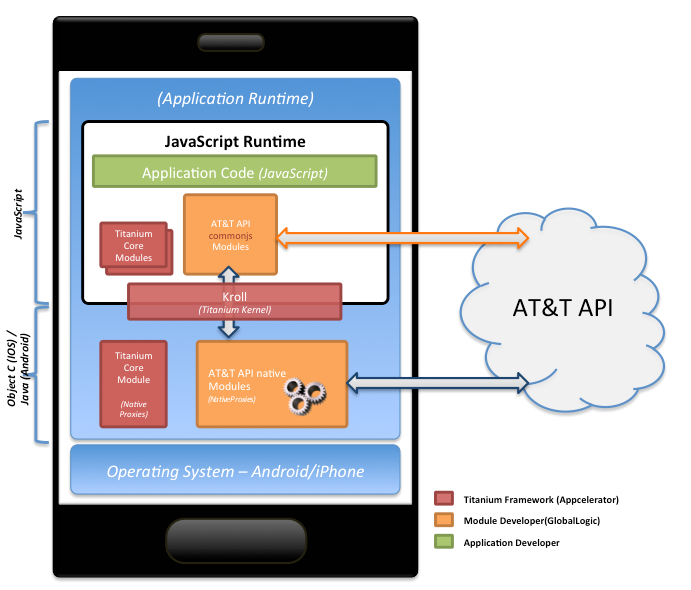 (Application Runtime)
JavaScript Runtime
Application Code (JavaScript)
Titanium
Core
Modules
AT&T API
commonjs
Modules
Kroll
(Titanium Kernel)
Titanium
Core
Module
(Native
Proxies)
AT&T API native
Modules
(NativeProxies)
Operating System – Android/iPhone
JavaScript
Object C (IOS) /
Java (Android)
AT&T API
Titanium Framework (Appcelerator)
Module Developer(GlobalLogic)
Application Developer